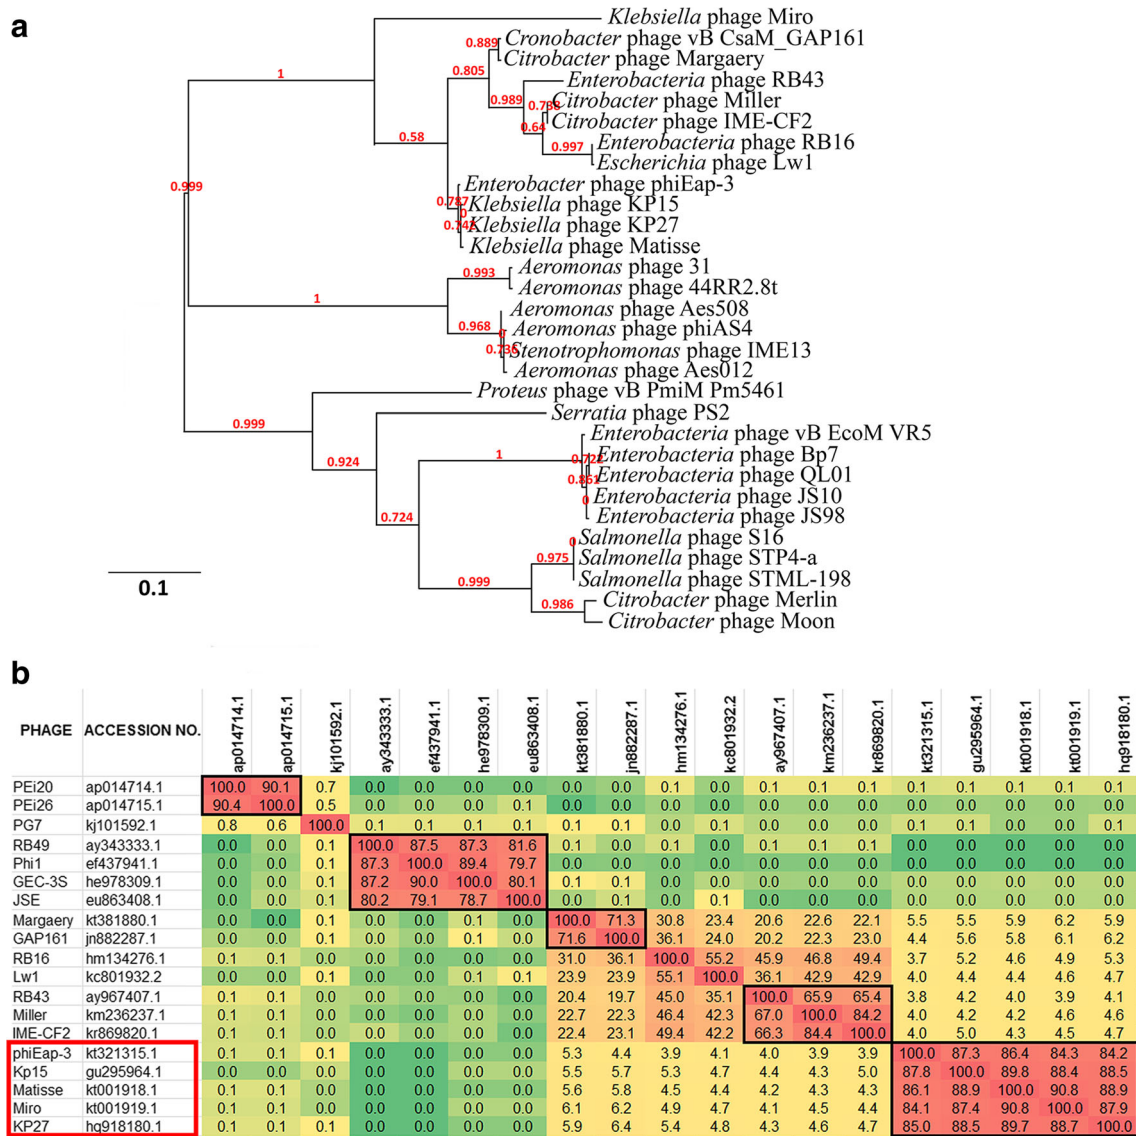 a
Klebsiella phage Miro
0.889 Cronobacter phage vB CsaM_GAP161
Citrobacter phage Margaery
1
0.805
Enterobacteria phage RB43
0.989 0.738 Citrobacter phage Miller
0.64 Citrobacter phage IME-CF2
0.58
0.997 Enterobacteria phage RB16
Escherichia phage Lw1
0.999
Enterobacter phage phiEap-3
0.787 Klebsiella phage KP15
0
Klebsiella phage KP27
Klebsiella phage Matisse
0.993 Aeromonas phage 31
Aeromonas phage 44RR2.8t
1
Aeromonas phage Aes508
0.968 0 Aeromonas phage phiAS4
0.736 Stenotrophomonas phage IME13
Aeromonas phage Aes012
Proteus phage vB PmiM Pm5461
Serratia phage PS2
0.999
Enterobacteria phage vB EcoM VR5
1 Enterobacteria phage Bp7
0.924
0.861 Enterobacteria phage QL01
0 Enterobacteria phage JS10
Enterobacteria phage JS98
0.724
0 Salmonella phage S16
0.975 Salmonella phage STP4-a
Salmonella phage STML-198
0.999
0.986 Citrobacter phage Merlin
Citrobacter phage Moon
0.1
b
PHAGE ACCESSION NO. ap014714.1 ap014715.1 kj101592.1 ay343333.1 ef437941.1 he978309.1 eu863408.1 kt381880.1 jn882287.1 hm134276.1 kc801932.2 ay967407.1 km236237.1 kr869820.1 kt321315.1 gu295964.1 kt001918.1 kt001919.1 hq918180.1
PEi20 ap014714.1 100.0 90.1 0.7 0.0 0.0 0.0 0.0 0.0 0.0 0.1 0.0 0.1 0.1 0.1 0.1 0.1 0.1 0.1 0.1
PEi26 ap014715.1 90.4 100.0 0.5 0.0 0.0 0.0 0.1 0.0 0.0 0.0 0.0 0.1 0.0 0.1 0.0 0.0 0.0 0.0 0.0
PG7 kj101592.1 0.8 0.6 100.0 0.1 0.1 0.1 0.1 0.1 0.1 0.0 0.1 0.0 0.0 0.0 0.1 0.1 0.0 0.0 0.1
RB49 ay343333.1 0.0 0.0 0.1 100.0 87.5 87.3 81.6 0.1 0.0 0.1 0.0 0.1 0.0 0.1 0.0 0.0 0.0 0.0 0.0
Phi1 ef437941.1 0.0 0.0 0.1 87.3 100.0 89.4 79.7 0.0 0.0 0.0 0.0 0.0 0.0 0.0 0.0 0.0 0.0 0.0 0.0
GEC-3S he978309.1 0.0 0.0 0.1 87.2 90.0 100.0 80.1 0.1 0.1 0.0 0.0 0.0 0.0 0.0 0.0 0.0 0.0 0.0 0.0
JSE eu863408.1 0.0 0.0 0.1 80.2 79.1 78.7 100.0 0.0 0.1 0.0 0.1 0.0 0.0 0.0 0.0 0.0 0.0 0.0 0.0
Margaery kt381880.1 0.0 0.0 0.1 0.0 0.0 0.1 0.0 100.0 71.3 30.8 23.4 20.6 22.6 22.1 5.5 5.5 5.9 6.2 5.9
GAP161 jn882287.1 0.0 0.0 0.1 0.0 0.0 0.1 0.0 71.6 100.0 36.1 24.0 20.2 22.3 23.0 4.4 5.6 5.8 6.1 6.2
RB16 hm134276.1 0.0 0.0 0.1 0.0 0.0 0.0 0.0 31.0 36.1 100.0 55.2 45.9 46.8 49.4 3.7 5.2 4.6 4.9 5.3
Lw1 kc801932.2 0.0 0.0 0.1 0.0 0.0 0.1 0.1 23.9 23.9 55.1 100.0 36.1 42.9 42.9 4.0 4.4 4.4 4.6 4.7
RB43 ay967407.1 0.1 0.1 0.0 0.0 0.0 0.0 0.0 20.4 19.7 45.0 35.1 100.0 65.9 65.4 3.8 4.2 4.0 3.9 4.1
Miller km236237.1 0.1 0.1 0.0 0.0 0.0 0.0 0.0 22.7 22.3 46.4 42.3 67.0 100.0 84.2 4.0 4.2 4.2 4.6 4.6
IME-CF2 kr869820.1 0.1 0.1 0.0 0.0 0.0 0.0 0.0 22.4 23.1 49.4 42.2 66.3 84.4 100.0 4.0 5.0 4.3 4.5 4.7
phiEap-3 kt321315.1 0.1 0.1 0.1 0.0 0.0 0.0 0.0 5.3 4.4 3.9 4.1 4.0 3.9 3.9 100.0 87.3 86.4 84.3 84.2
Kp15 gu295964.1 0.1 0.0 0.1 0.0 0.0 0.0 0.0 5.5 5.7 5.3 4.7 4.4 4.3 5.0 87.8 100.0 89.8 88.4 88.5
Matisse kt001918.1 0.1 0.1 0.0 0.0 0.0 0.0 0.0 5.6 5.8 4.5 4.4 4.2 4.3 4.3 86.1 88.9 100.0 90.8 88.9
Miro kt001919.1 0.1 0.1 0.0 0.0 0.0 0.0 0.0 6.1 6.2 4.9 4.7 4.1 4.5 4.4 84.1 87.4 90.8 100.0 87.9
KP27 hq918180.1 0.1 0.1 0.1 0.0 0.0 0.0 0.0 5.9 6.4 5.4 4.8 4.3 4.6 4.7 85.0 88.5 89.7 88.7 100.0